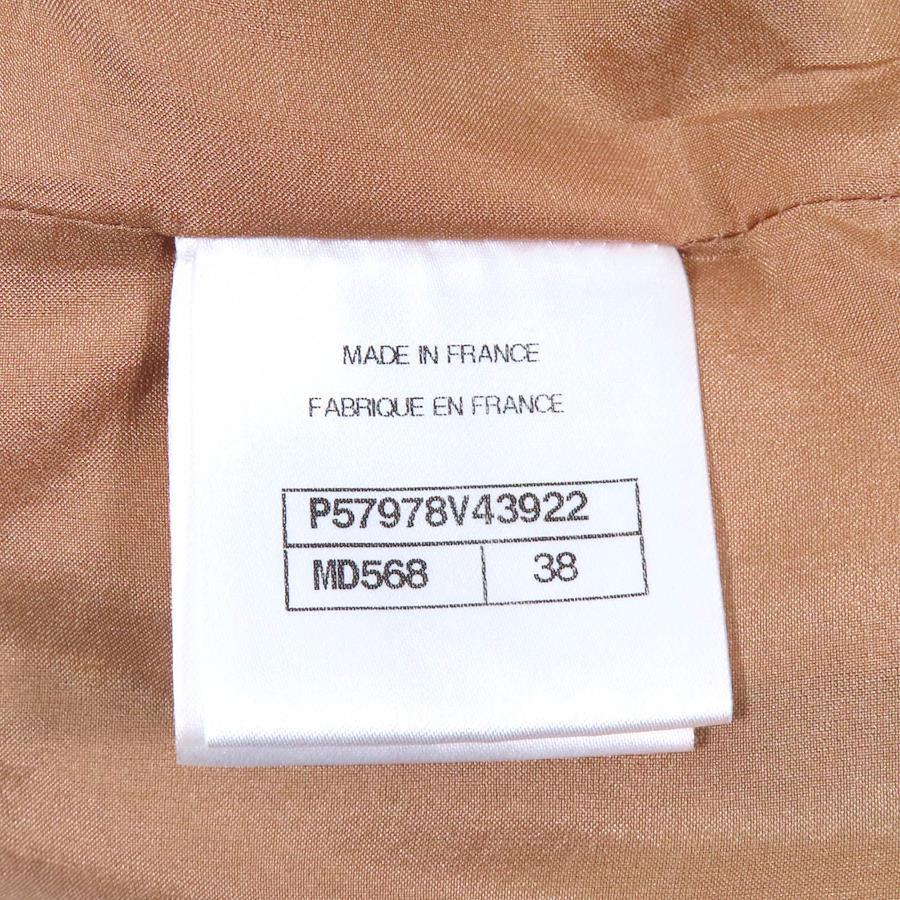 MADE IN FRANCE
FABRIQUE EN FRANCE
P57978V43922
MD568 38